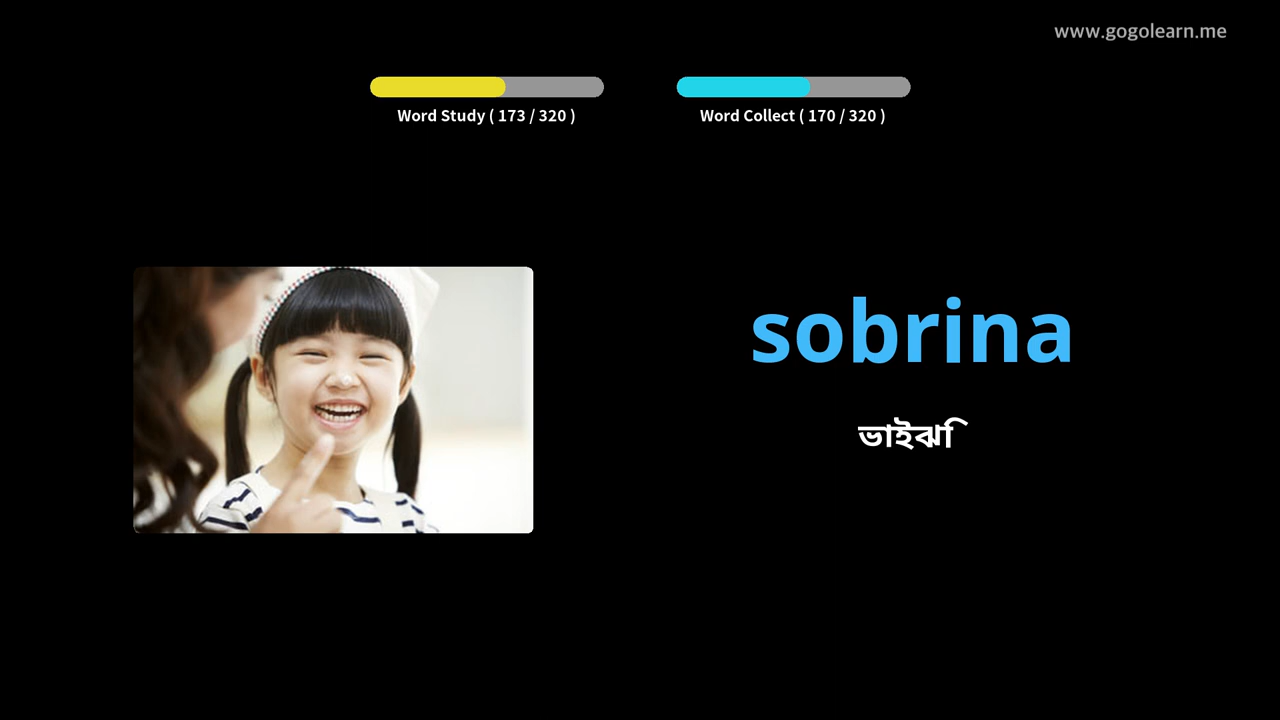 www.gogolearn.me
Word Study ( 173 / 320 )
Word Collect ( 170 / 320 )
sobrina
ভাইঝি